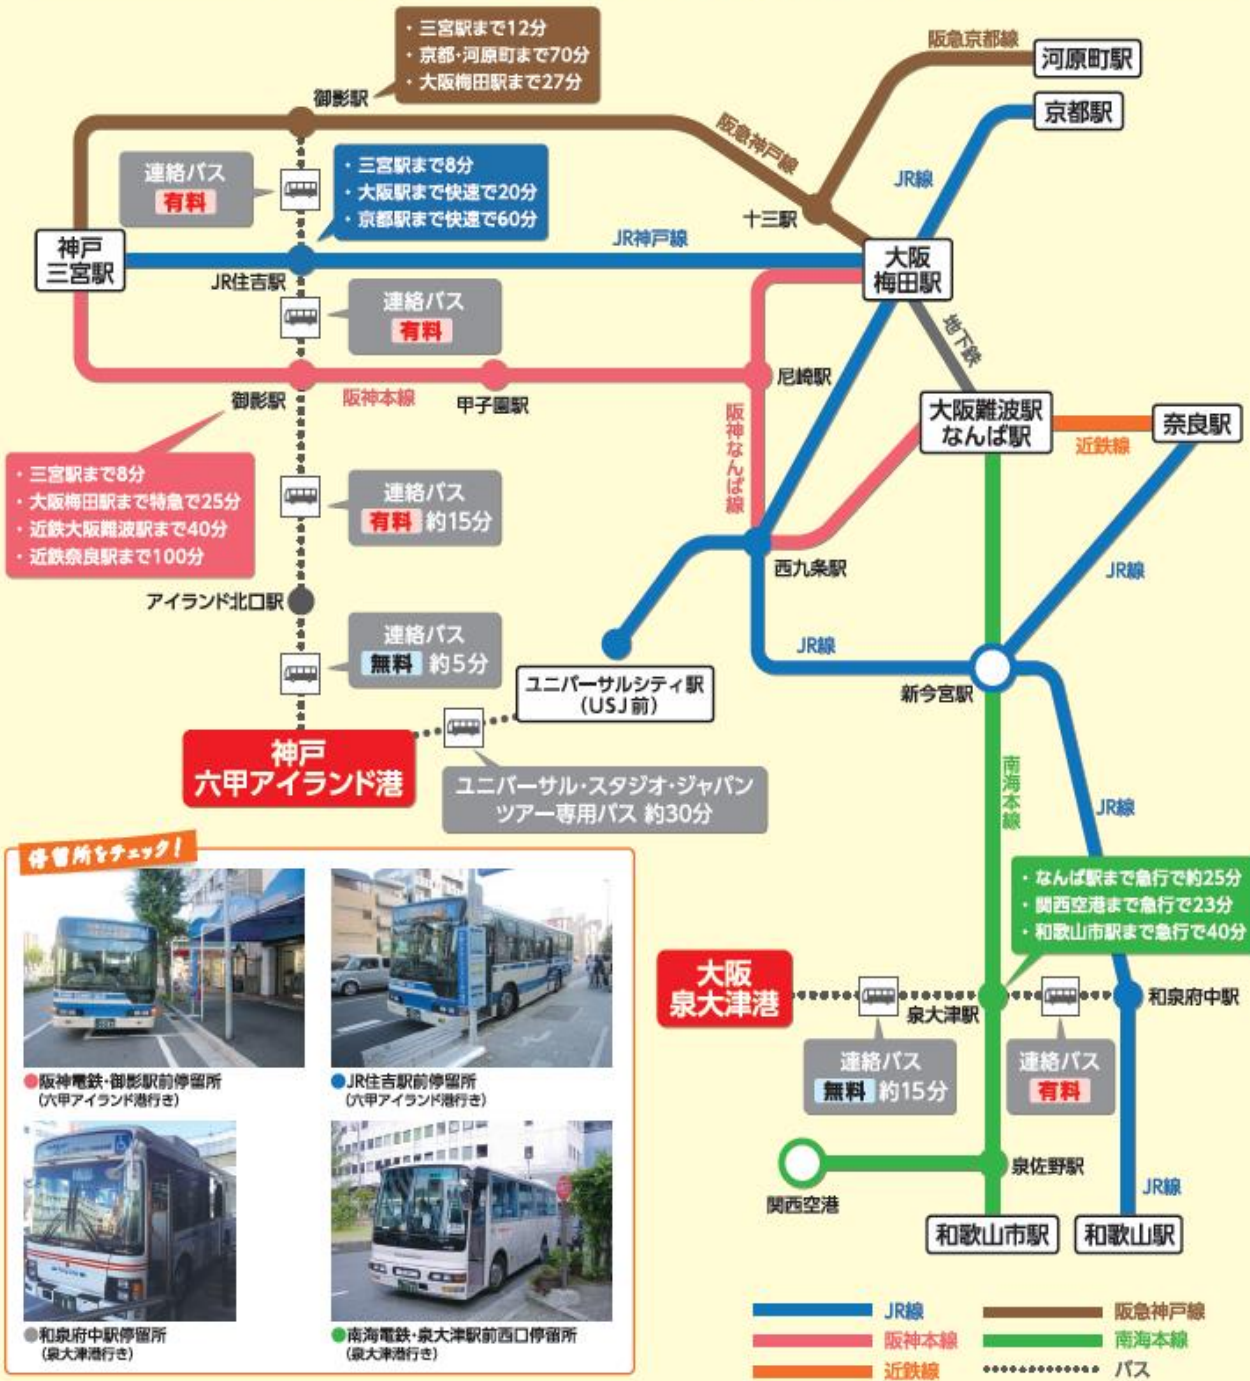 ・三宮駅まで12分
・京都・河原町まで70分
・大阪梅田駅まで27分
阪急京都線
河原町駅
御影駅
京都駅
阪急神戸線
連絡バス
有料
・三宮駅まで8分
・大阪駅まで快速で20分
・京都駅まで快速で60分
JR線
十三駅
神戸
三宮駅
JR神戸線
大阪
梅田駅
JR住吉駅
連絡バス
有料
地下鉄
御影駅
阪神本線
甲子園駅
尼崎駅
大阪難波駅
なんば駅
近鉄線
奈良駅
阪神なんば線
・三宮駅まで8分
・大阪梅田駅まで特急で25分
・近鉄大阪難波駅まで40分
・近鉄奈良駅まで100分
連絡バス
有料 約15分
西九条駅
JR線
アイランド北口駅
連絡バス
無料 約5分
JR線
ユニバーサルシティ駅
(USJ前)
新今宮駅
神戸
六甲アイランド港
ユニバーサル・スタジオ・ジャパン
ツアー専用バス 約30分
南海本線
JR線
停留所をチェック!
・なんば駅まで急行で約25分
・関西空港まで急行で23分
・和歌山市駅まで急行で40分
大阪
泉大津港
泉大津駅
和泉府中駅
連絡バス
無料 約15分
連絡バス
有料
●阪神電鉄・御影駅前停留所
(六甲アイランド港行き)
●JR住吉駅前停留所
(六甲アイランド港行き)
泉佐野駅
関西空港
JR線
和歌山市駅
和歌山駅
●和泉府中駅停留所
(泉大津港行き)
●南海電鉄・泉大津駅前西口停留所
(泉大津港行き)
JR線
阪急神戸線
阪神本線
南海本線
近鉄線
バス